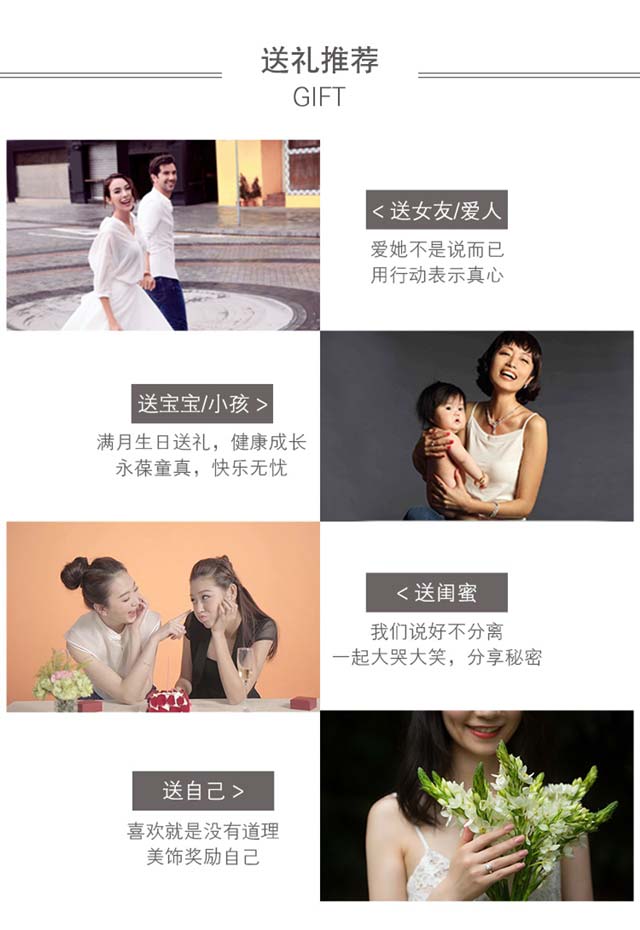 送礼推荐
GIFT
< 送女友/爱人
爱她不是说而已
用行动表示真心
送宝宝/小孩 >
满月生日送礼，健康成长
永葆童真，快乐无忧
< 送闺蜜
我们说好不分离
一起大哭大笑，分享秘密
送自己 >
喜欢就是没有道理
美饰奖励自己